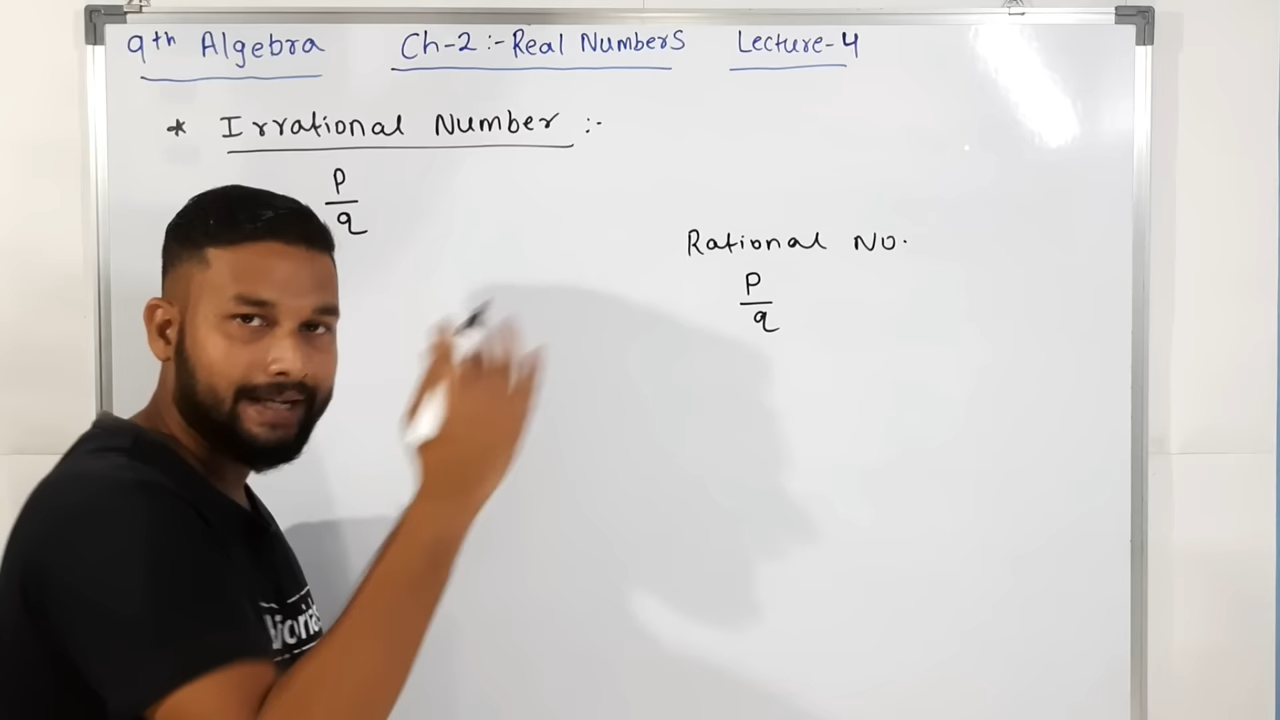 9th Algebra Ch-2 :- Real Numbers Lecture-4
* Irrational Number :-
P
q
Rational No.
P
q